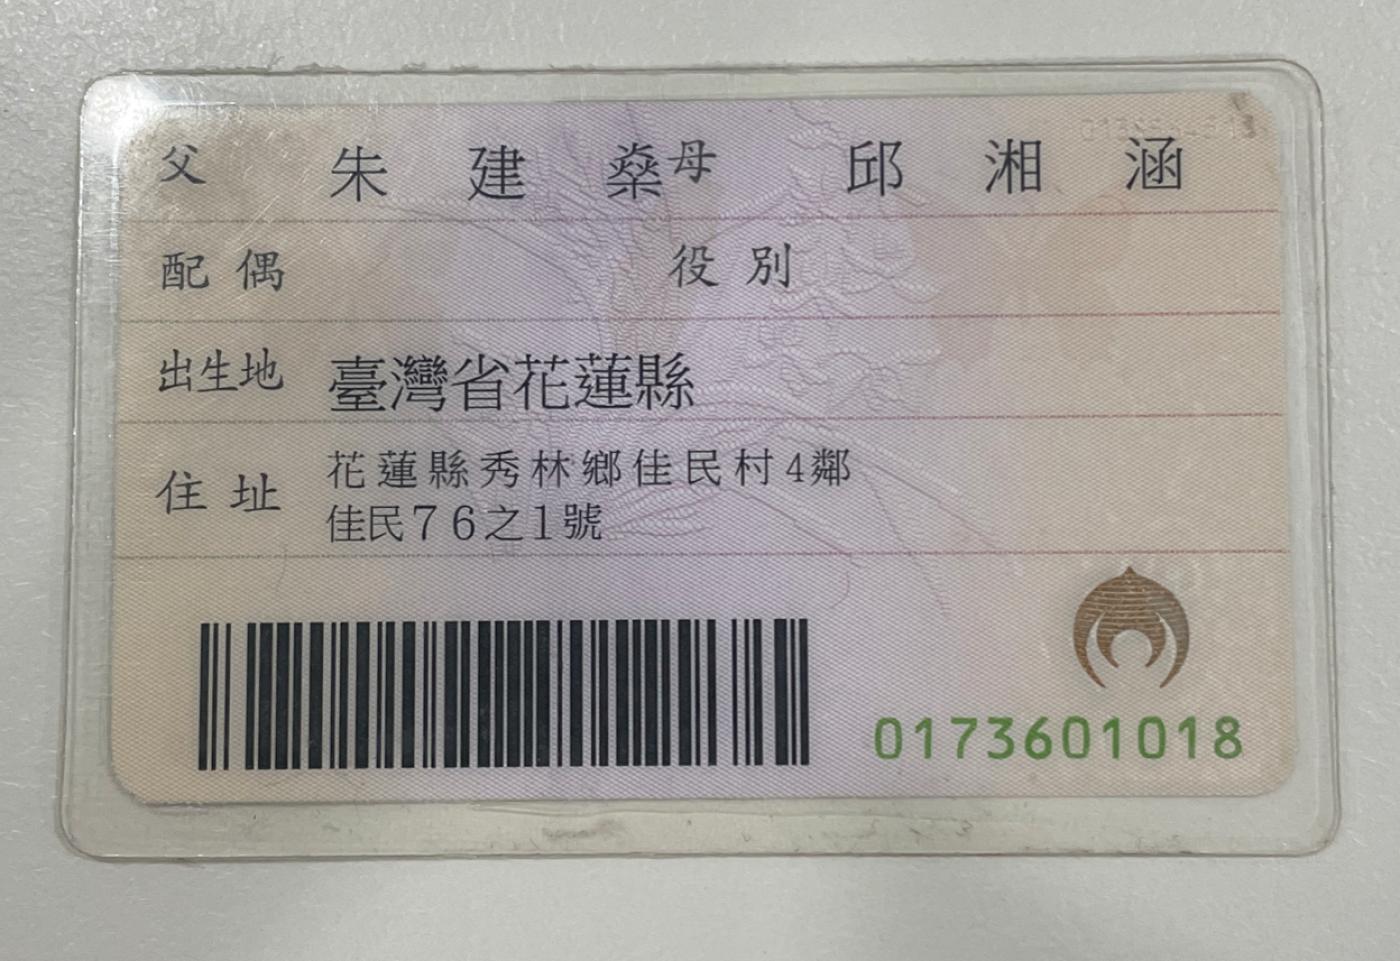 父 朱建燊 母 邱湘涵
配偶 役別
出生地 臺灣省花蓮縣
住址 花蓮縣秀林鄉佳民村4鄰
佳民76之1號
0173601018